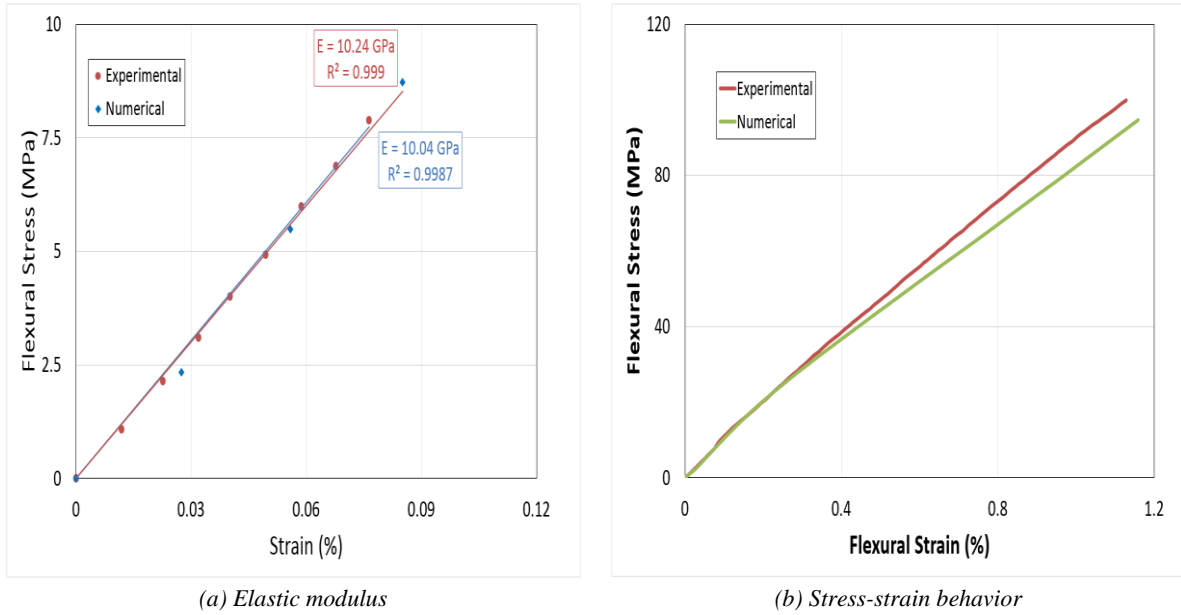 10
7.5
5
2.5
0
0
0.03
0.06
0.09
0.12
Flexural Stress (MPa)
Strain (%)
Experimental
Numerical
E = 10.24 GPa
R² = 0.999
E = 10.04 GPa
R² = 0.9987
(a) Elastic modulus
120
80
40
0
0
0.4
0.8
1.2
Flexural Stress (MPa)
Flexural Strain (%)
Experimental
Numerical
(b) Stress-strain behavior